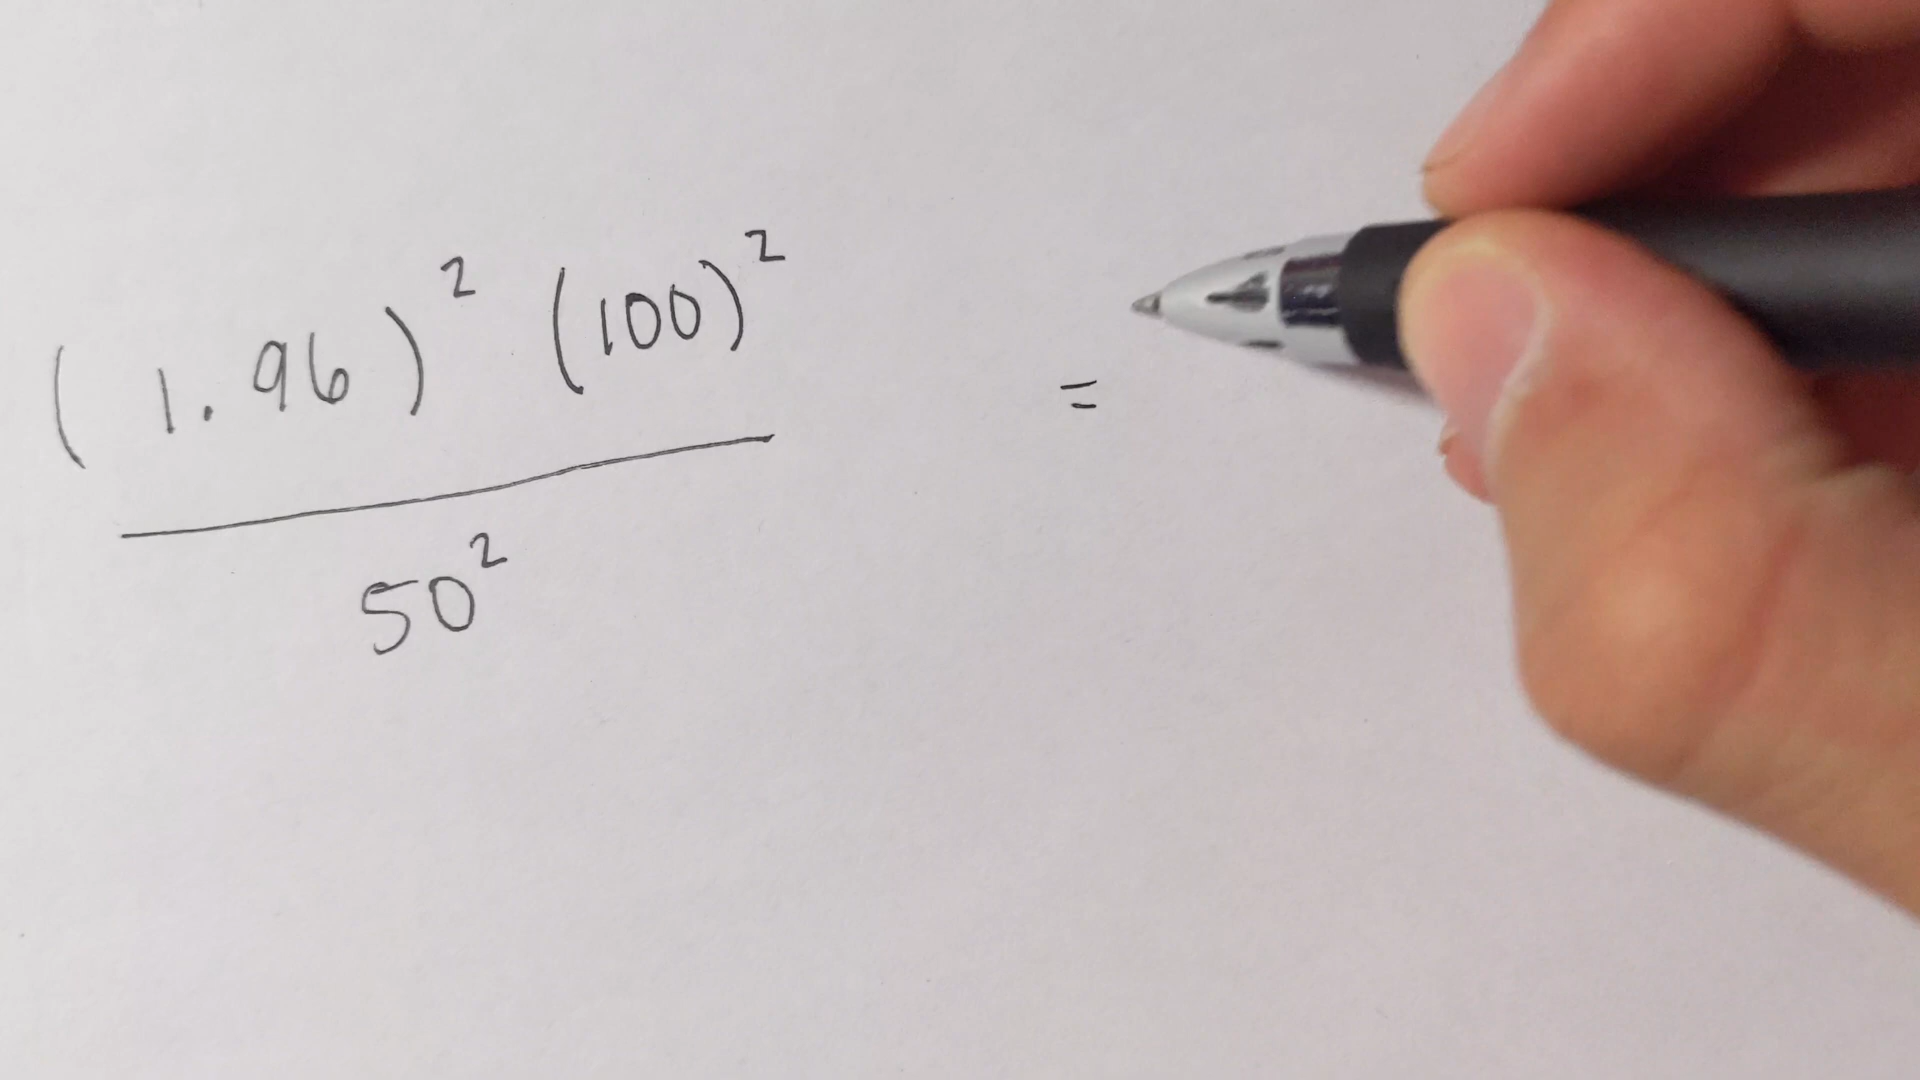 (1.96)² (100)² =
50²